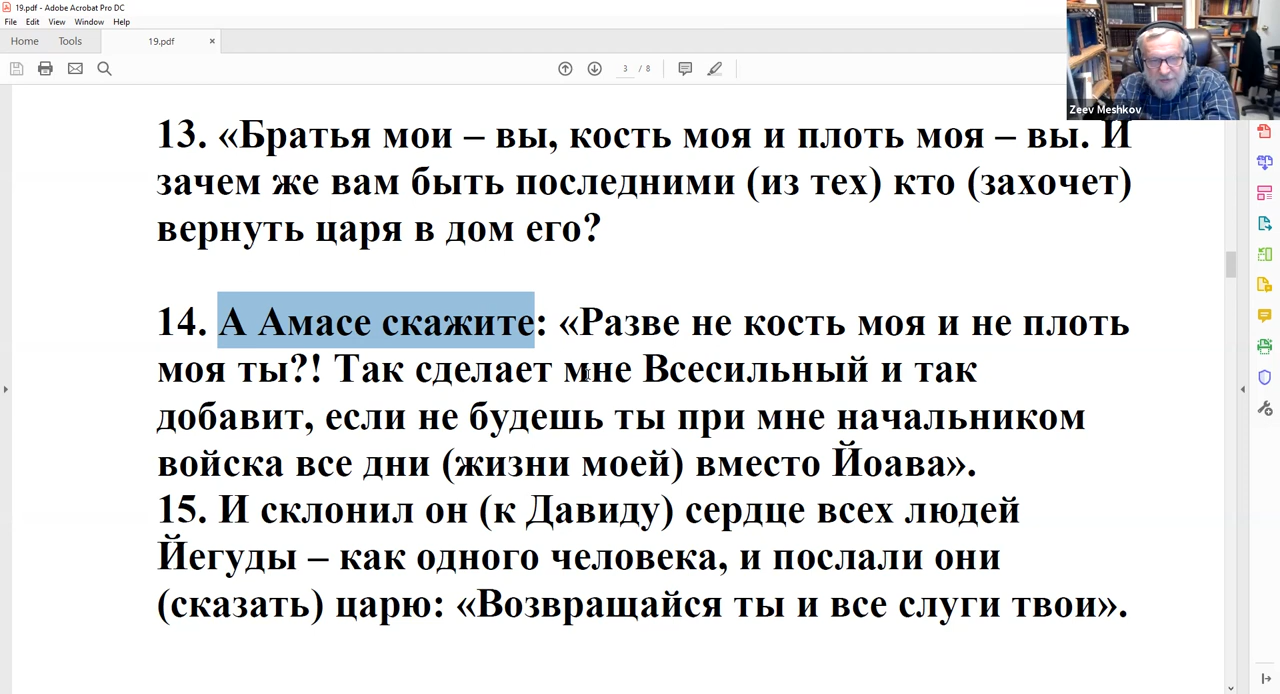 19.pdf - Adobe Acrobat Pro DC
File Edit View Window Help
Home Tools 19.pdf ×
3 / 8
Zeev Meshkov
13. «Братья мои – вы, кость моя и плоть моя – вы. И
зачем же вам быть последними (из тех) кто (захочет)
вернуть царя в дом его?
14. А Амасе скажите: «Разве не кость моя и не плоть
моя ты?! Так сделает мне Всесильный и так
добавит, если не будешь ты при мне начальником
войска все дни (жизни моей) вместо Йоава».
15. И склонил он (к Давиду) сердце всех людей
Йегуды – как одного человека, и послали они
(сказать) царю: «Возвращайся ты и все слуги твои».